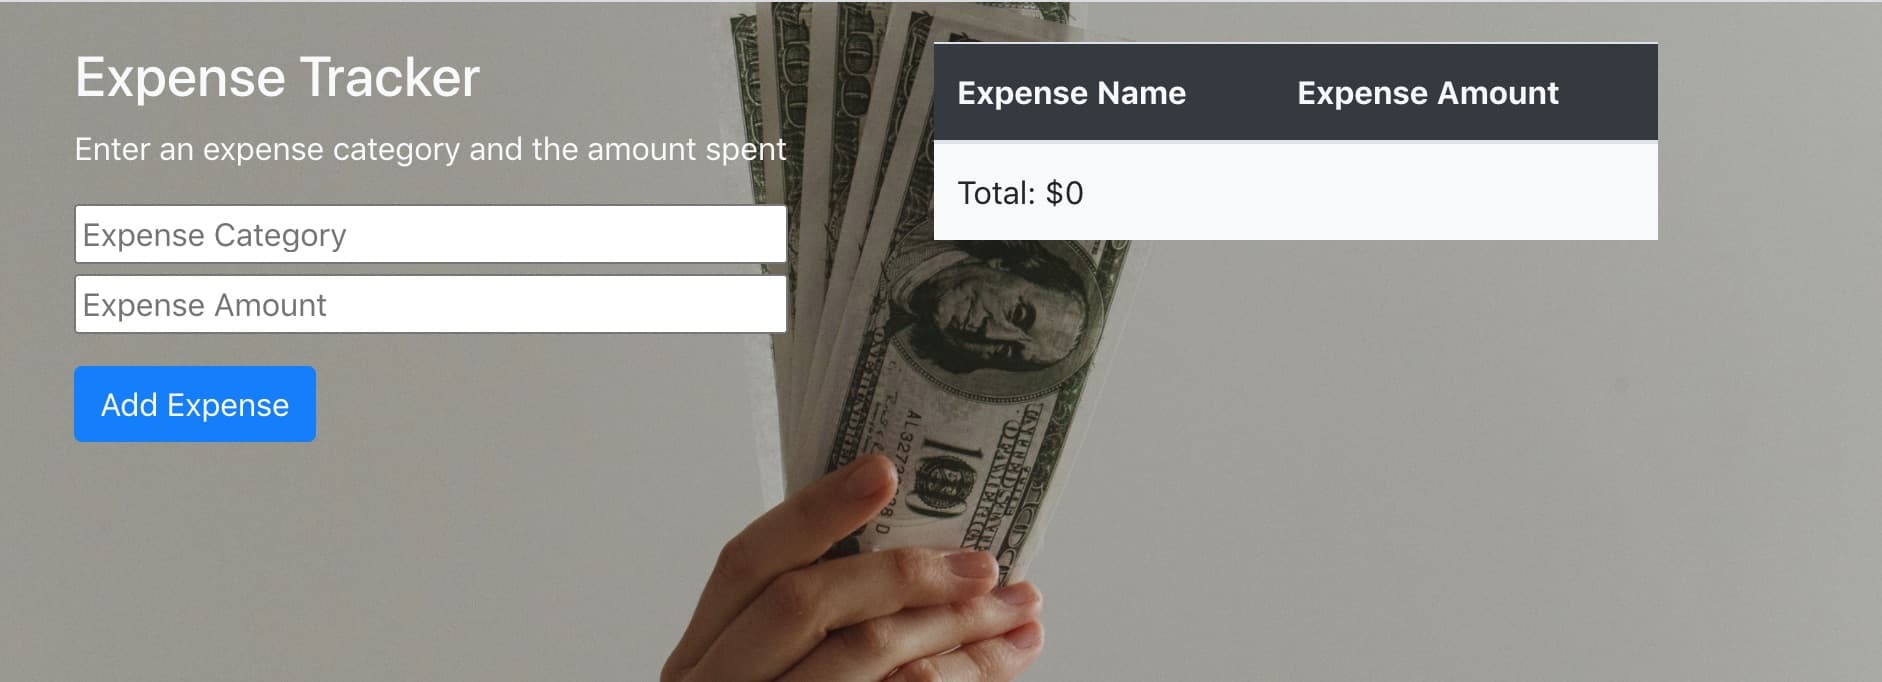 Expense Tracker
Enter an expense category and the amount spent
Expense Category
Expense Amount
Add Expense
Expense Name Expense Amount
Total: $0
100